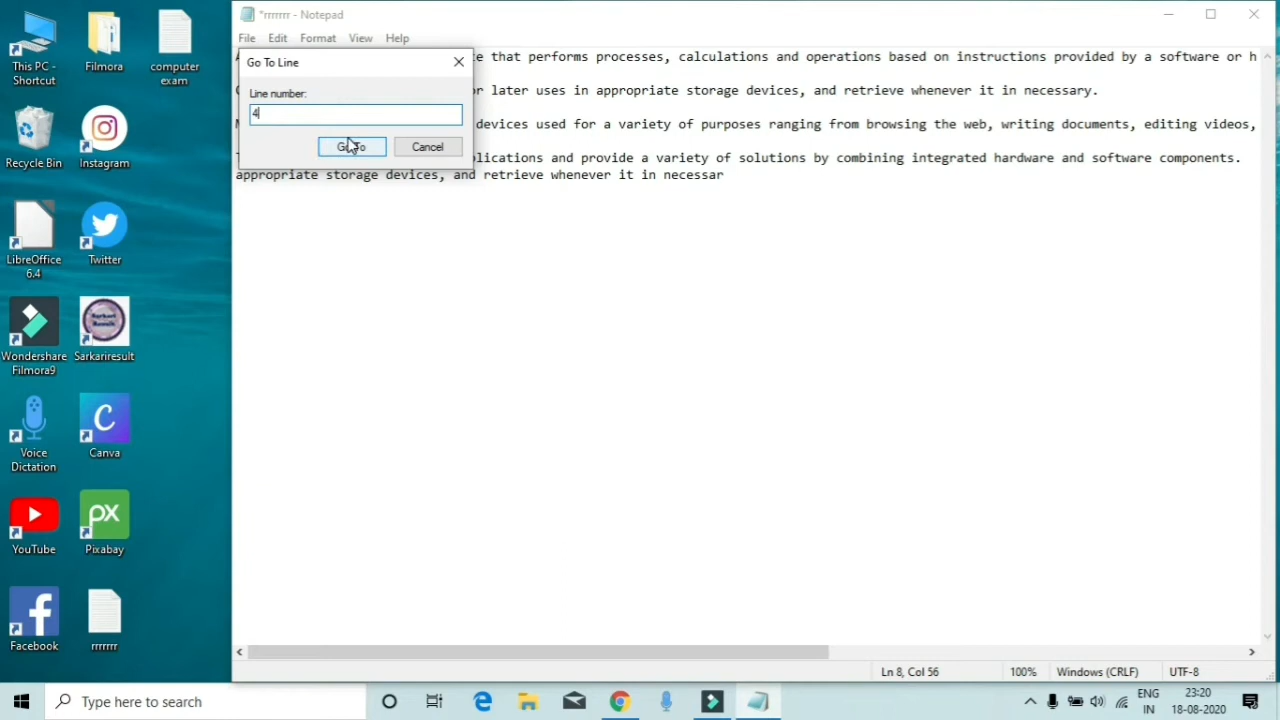 *rrrrrrr - Notepad
File Edit Format View Help
Go To Line
Line number:
4
Go To Cancel
te that performs processes, calculations and operations based on instructions provided by a software or h
or later uses in appropriate storage devices, and retrieve whenever it in necessary.
devices used for a variety of purposes ranging from browsing the web, writing documents, editing videos,
plications and provide a variety of solutions by combining integrated hardware and software components.
appropriate storage devices, and retrieve whenever it in necessar
This PC - Shortcut
Filmora
computer exam
Recycle Bin
Instagram
LibreOffice 6.4
Twitter
Wondershare Filmora9
Sarkariresult
Sarkari Result
Voice Dictation
Canva
YouTube
px
Pixabay
Facebook
rrrrrrr
Ln 8, Col 56 100% Windows (CRLF) UTF-8
Type here to search
ENG IN
23:20
18-08-2020